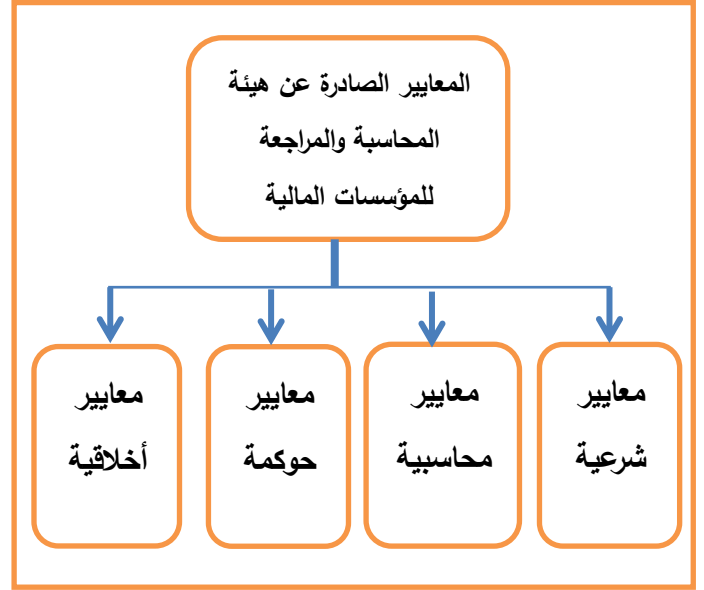 المعايير الصادرة عن هيئة
المحاسبة والمراجعة
للمؤسسات المالية
معايير
شرعية
معايير
محاسبية
معايير
حوكمة
معايير
أخلاقية